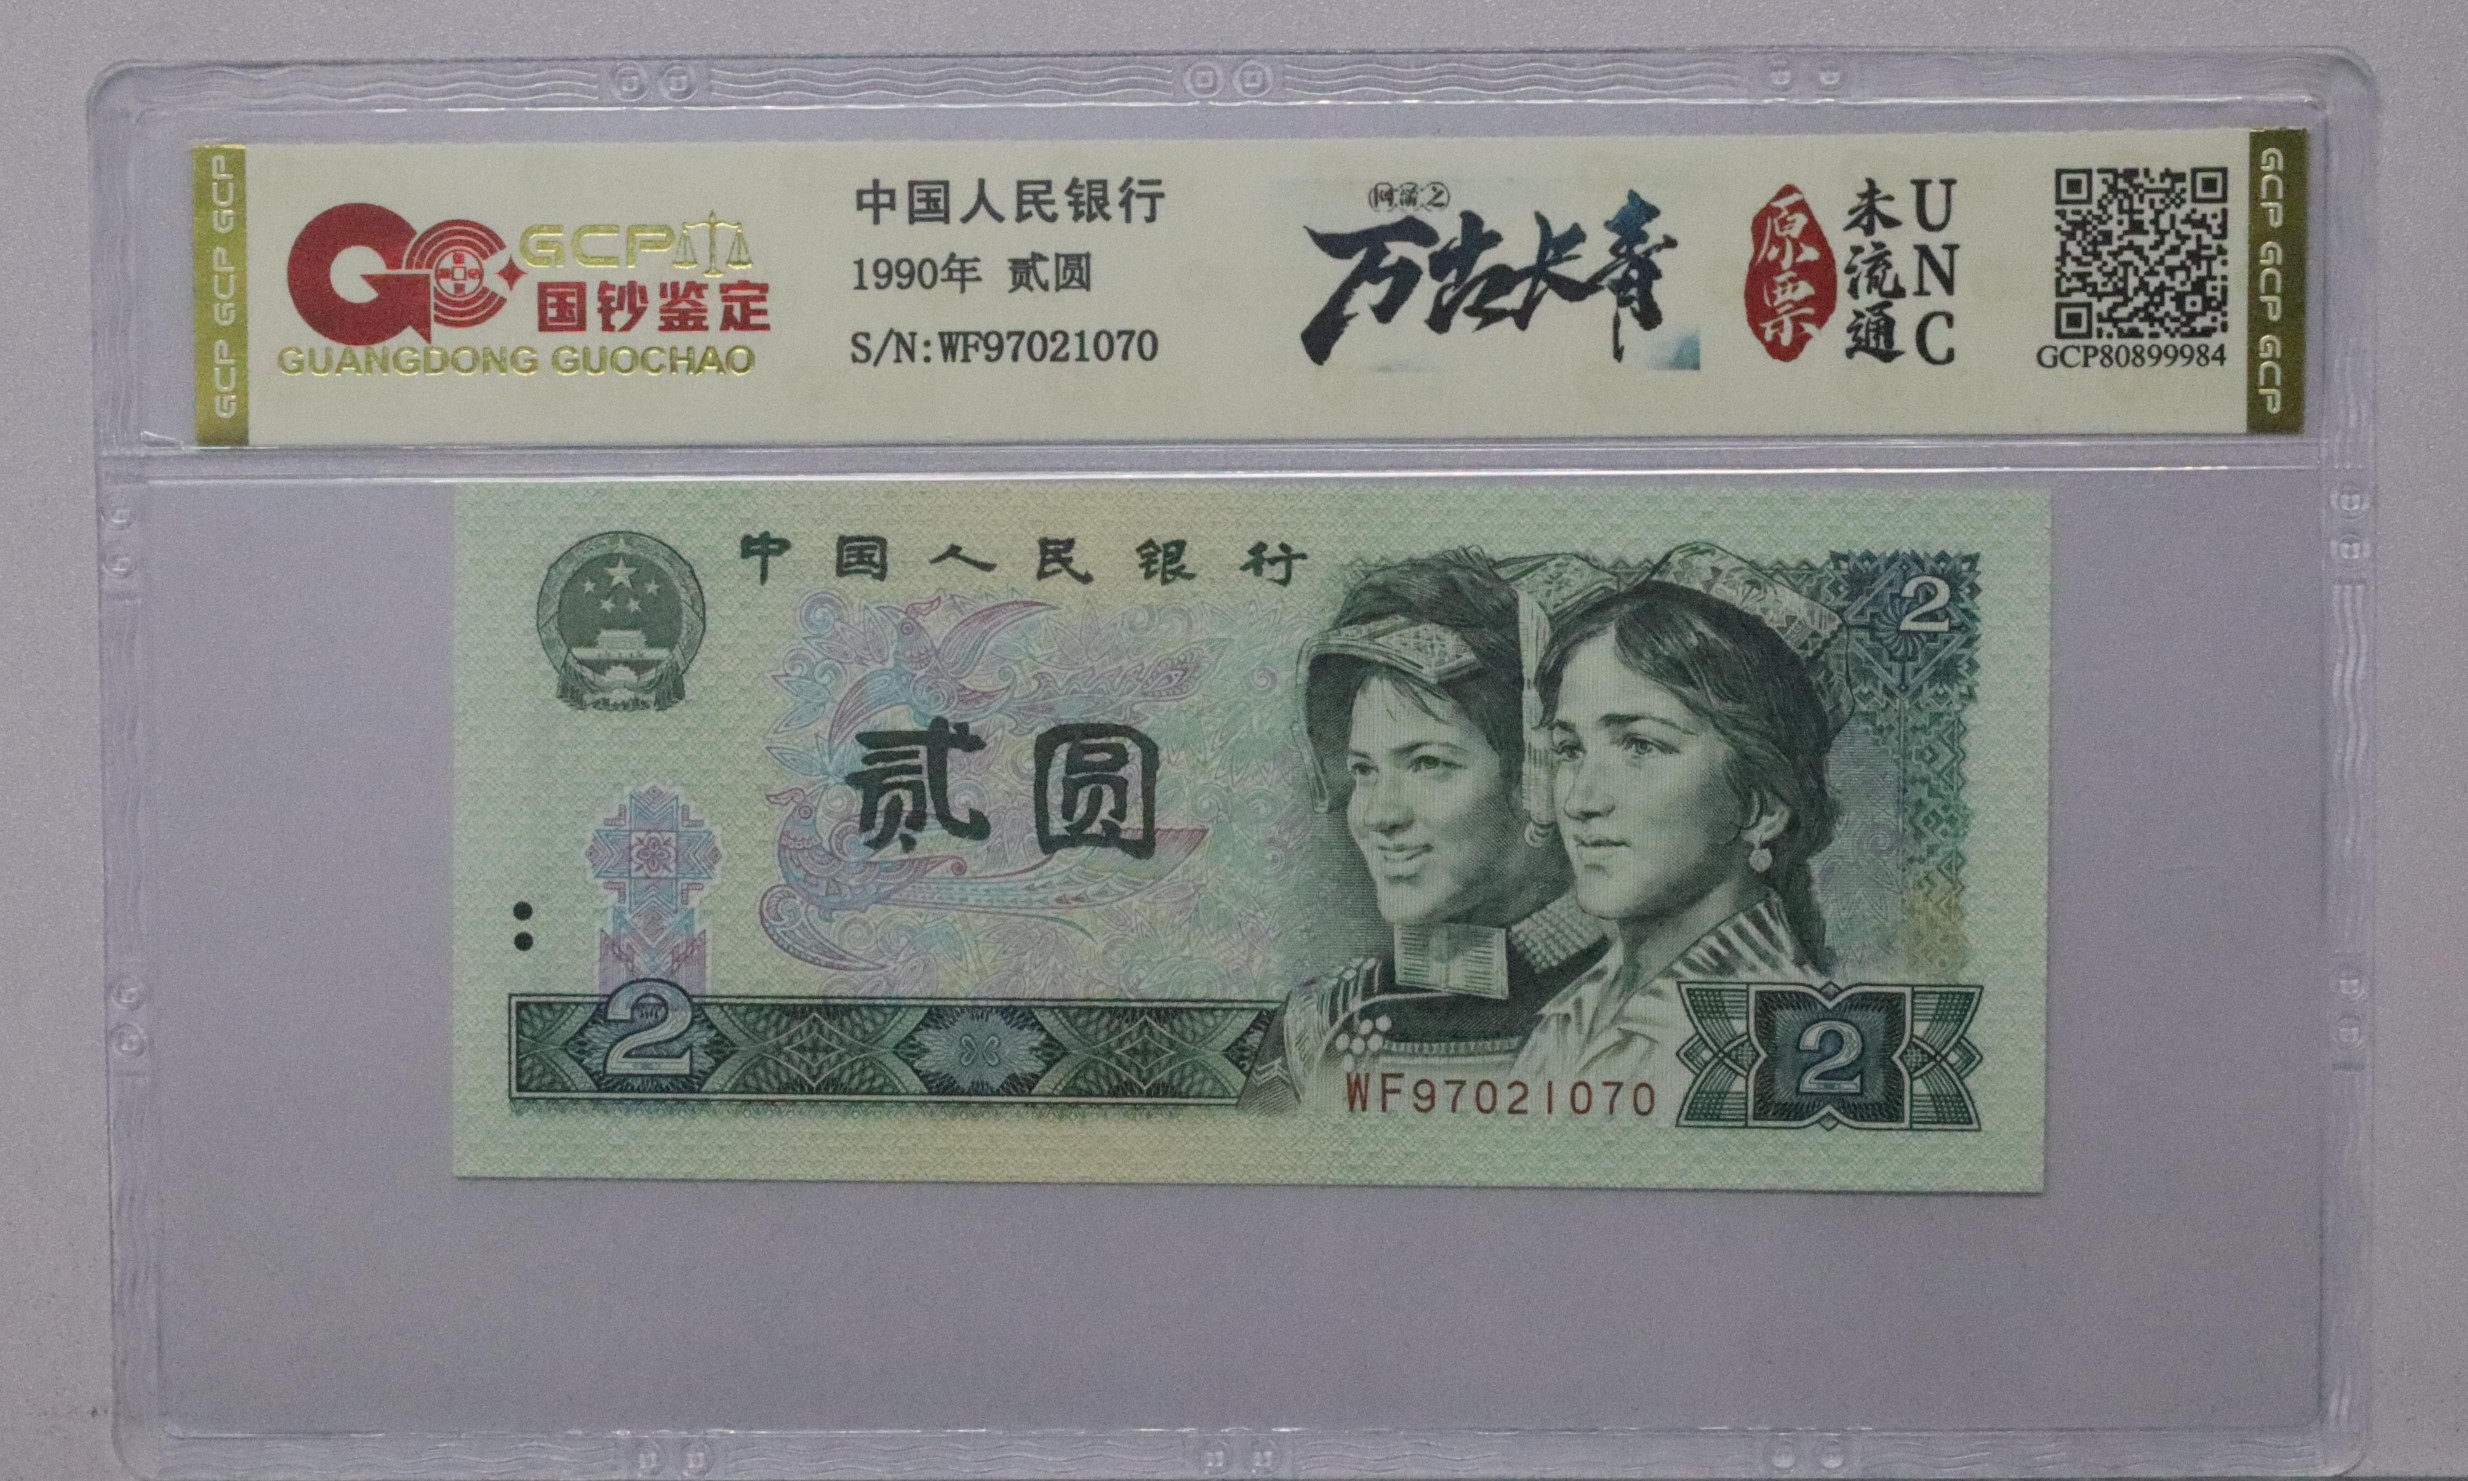 GCP GCP GCP
GCP
国钞鉴定
GUANGDONG GUOCHAO
中国人民银行
1990年 贰圆
S/N:WF97021070
万古长青
原票
未流通
UNC
GCP80899984
GCP GCP GCP
中国人民银行
2
贰圆
2
WF97021070
2